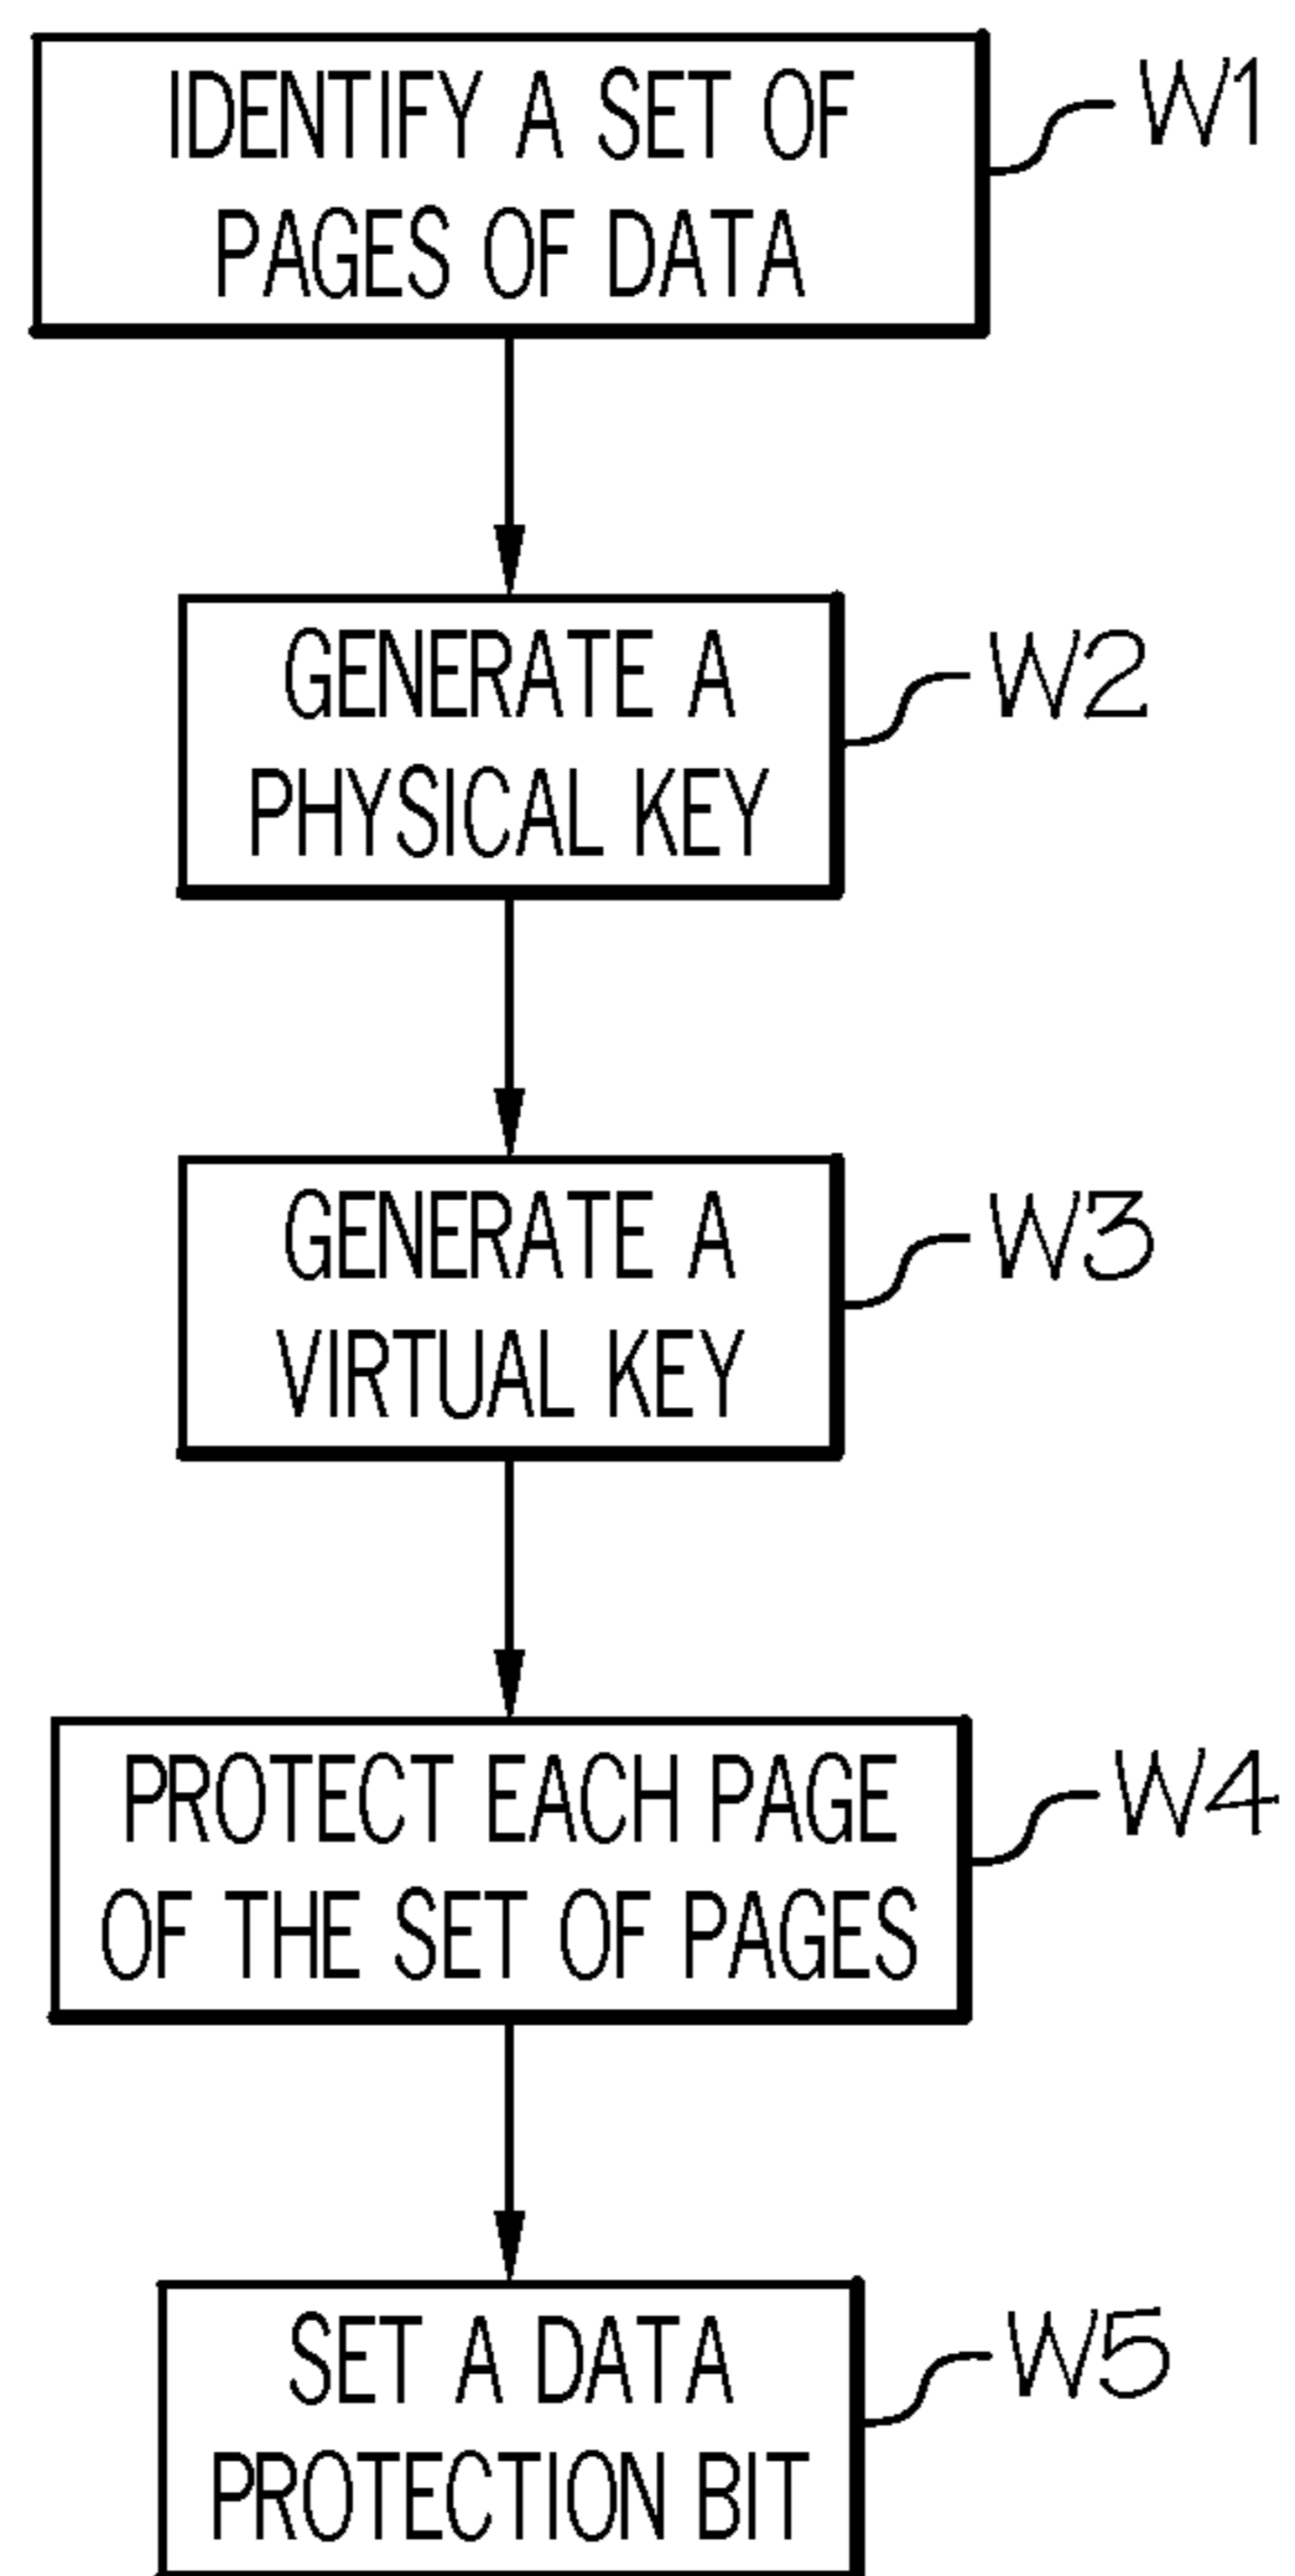 IDENTIFY A SET OF
PAGES OF DATA
W1
GENERATE A
PHYSICAL KEY
W2
GENERATE A
VIRTUAL KEY
W3
PROTECT EACH PAGE
OF THE SET OF PAGES
W4
SET A DATA
PROTECTION BIT
W5